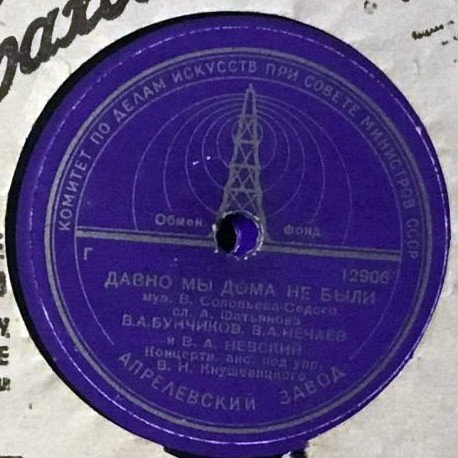 КОМИТЕТ ПО ДЕЛАМ ИСКУССТВ ПРИ СОВЕТЕ МИНИСТРОВ СССР
Обмен. фонд
Г 12906
ДАВНО МЫ ДОМА НЕ БЫЛИ
муз. В. Соловьева-Седого
сл. А. Фатьянова
В.А.БУНЧИКОВ, В.А.НЕЧАЕВ
и В. А. НЕВСКИЙ
Концертн. анс. под упр.
В. Н. Кнушевицкого
АПРЕЛЕВСКИЙ ЗАВОД